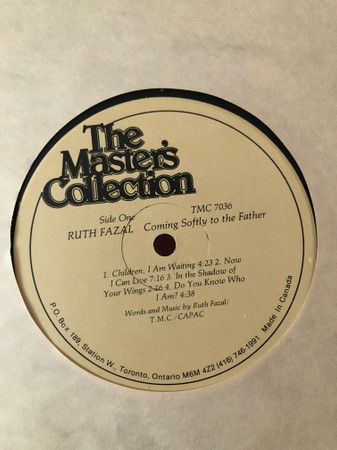 The
Master's
Collection
Side One
TMC 7036
RUTH FAZAL
Coming Softly to the Father
1. Children, I Am Waiting 4:23 2. Now
I Can Live 7:16 3. In the Shadow of
Your Wings 2:16 4. Do You Know Who
I Am? 4:38
Words and Music by Ruth Fazal/
T.M.C./CAPAC
P.O. Box 189, Station W., Toronto, Ontario M6M 4Z2 (416) 746-1991 Made In Canada